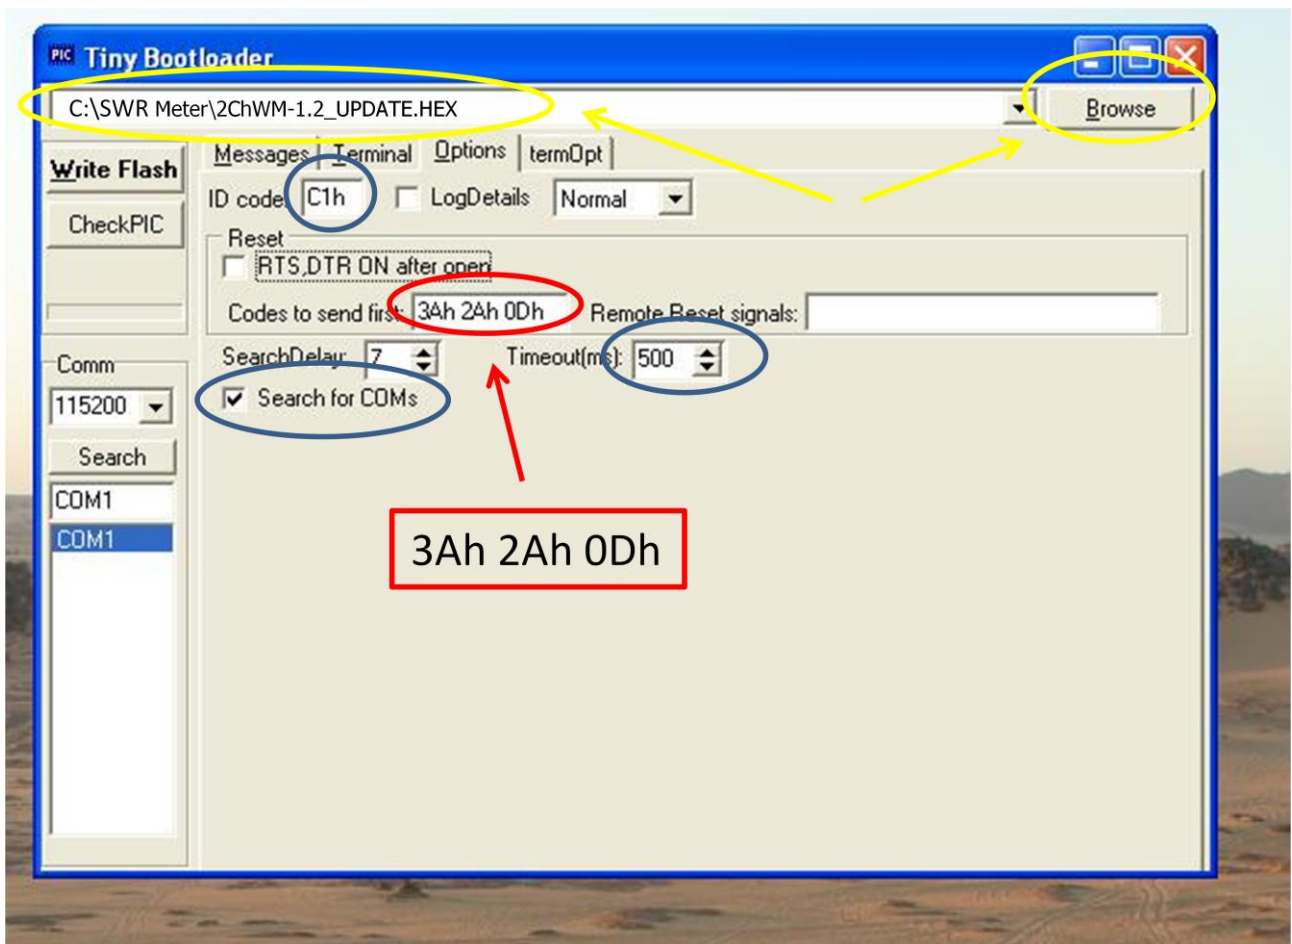 PIC Tiny Bootloader
C:\SWR Meter\2ChWM-1.2_UPDATE.HEX Browse
Write Flash
CheckPIC
Messages Terminal Options termOpt
ID code: C1h LogDetails Normal
Reset
RTS,DTR ON after open
Codes to send first: 3Ah 2Ah 0Dh Remote Reset signals:
Comm
115200
Search
COM1
COM1
SearchDelay: 7 Timeout(ms): 500
Search for COMs
3Ah 2Ah 0Dh